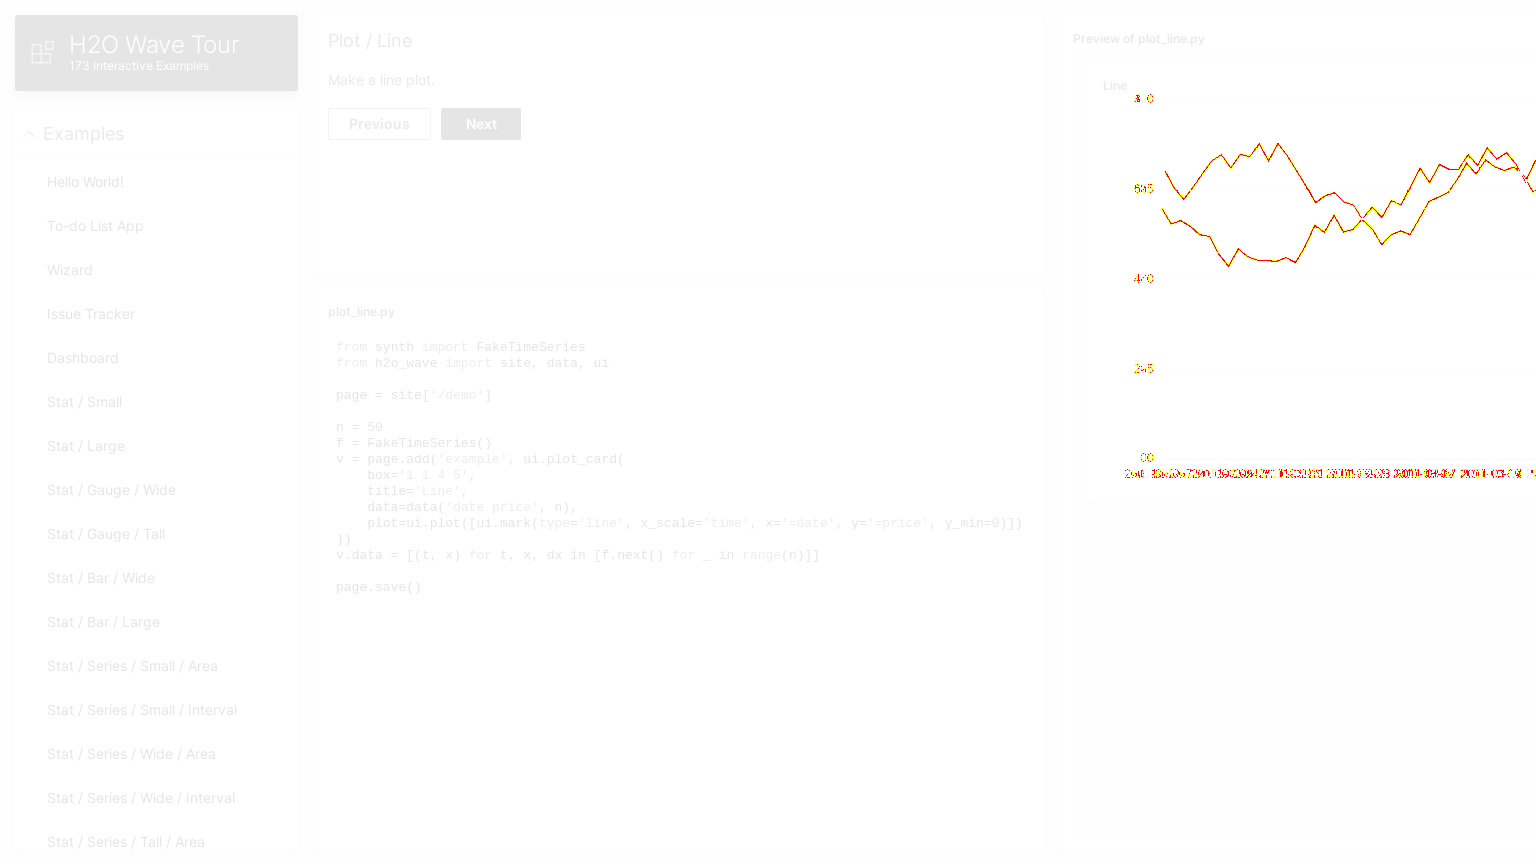 H2O Wave Tour
173 Interactive Examples
Examples
Hello World!
To-do List App
Wizard
Issue Tracker
Dashboard
Stat / Small
Stat / Large
Stat / Gauge / Wide
Stat / Gauge / Tall
Stat / Bar / Wide
Stat / Bar / Large
Stat / Series / Small / Area
Stat / Series / Small / Interval
Stat / Series / Wide / Area
Stat / Series / Wide / Interval
Stat / Series / Tall / Area
Plot / Line
Make a line plot.
Previous
Next
plot_line.py
from synth import FakeTimeSeries
from h2o_wave import site, data, ui
page = site['/demo']
n = 50
f = FakeTimeSeries()
v = page.add('example', ui.plot_card(
box='1 1 4 5',
title='Line',
data=data('date price', n),
plot=ui.plot([ui.mark(type='line', x_scale='time', x='=date', y='=price', y_min=0)])
))
v.data = [(t, x) for t, x, dx in [f.next() for _ in range(n)]]
page.save()
Preview of plot_line.py
Line